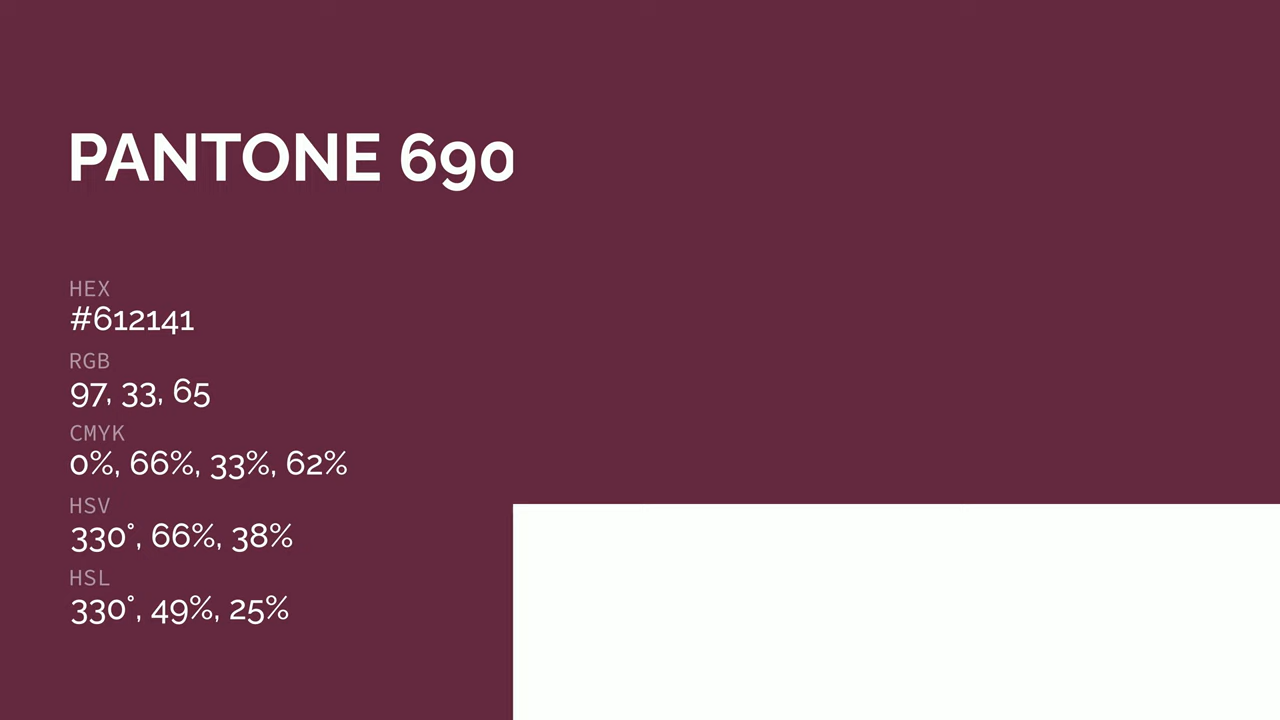 PANTONE 690
HEX
#612141
RGB
97, 33, 65
CMYK
0%, 66%, 33%, 62%
HSV
330°, 66%, 38%
HSL
330°, 49%, 25%